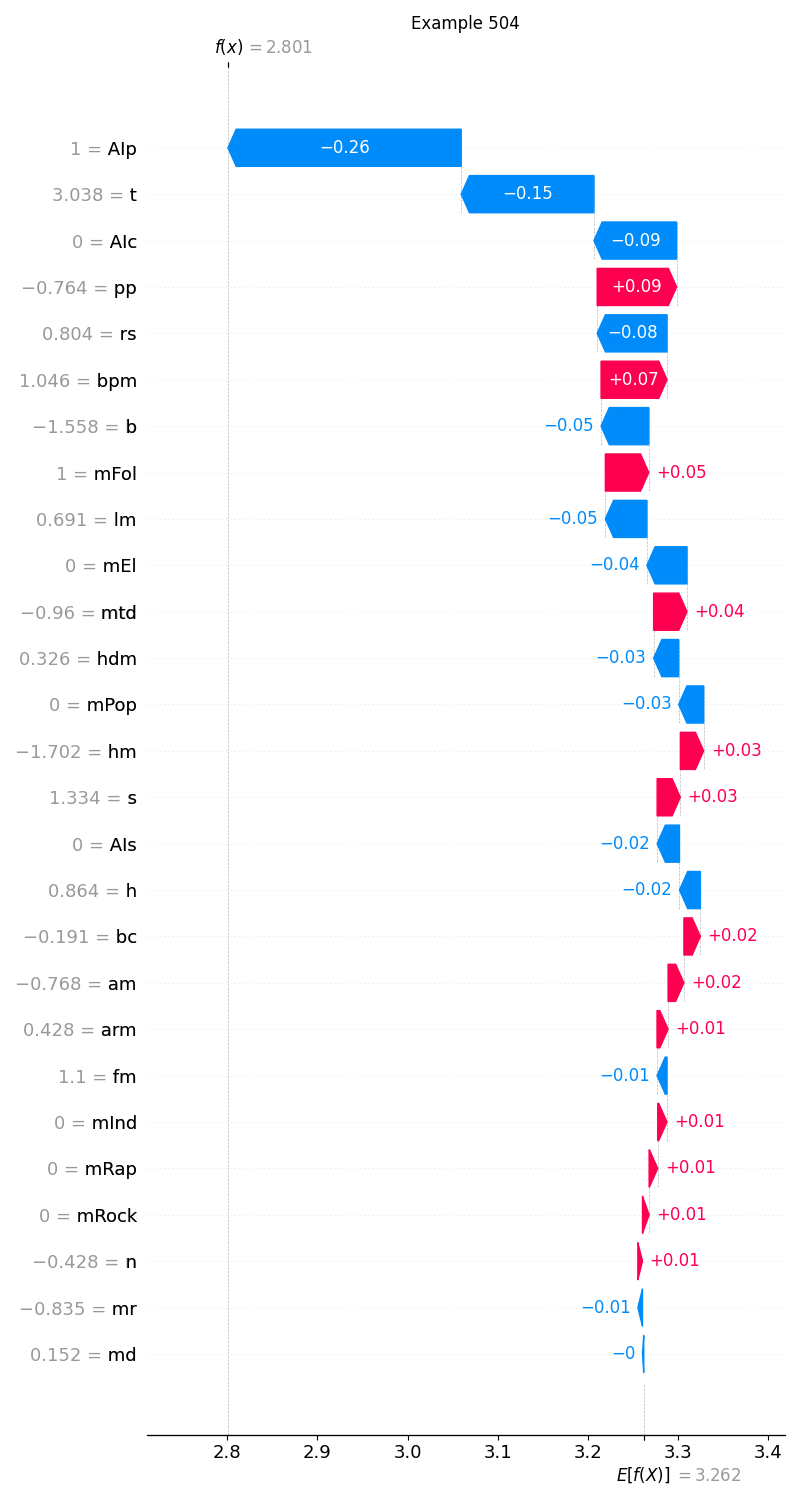 Example 504
f(x) = 2.801
1 = AIp −0.26
3.038 = t −0.15
0 = AIc −0.09
−0.764 = pp +0.09
0.804 = rs −0.08
1.046 = bpm +0.07
−1.558 = b −0.05
1 = mFol +0.05
0.691 = lm −0.05
0 = mEl −0.04
−0.96 = mtd +0.04
0.326 = hdm −0.03
0 = mPop −0.03
−1.702 = hm +0.03
1.334 = s +0.03
0 = AIs −0.02
0.864 = h −0.02
−0.191 = bc +0.02
−0.768 = am +0.02
0.428 = arm +0.01
1.1 = fm −0.01
0 = mInd +0.01
0 = mRap +0.01
0 = mRock +0.01
−0.428 = n +0.01
−0.835 = mr −0.01
0.152 = md −0
2.8 2.9 3.0 3.1 3.2 3.3 3.4
E[f(X)] = 3.262